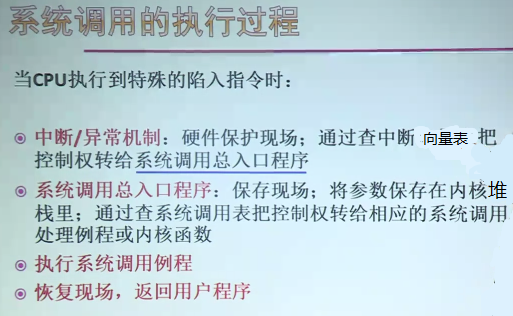 系统调用的执行过程
当CPU执行到特殊的陷入指令时：
中断/异常机制：硬件保护现场；通过查中断向量表把
控制权转给系统调用总入口程序
系统调用总入口程序：保存现场；将参数保存在内核堆
栈里；通过查系统调用表把控制权转给相应的系统调用
处理例程或内核函数
执行系统调用例程
恢复现场，返回用户程序